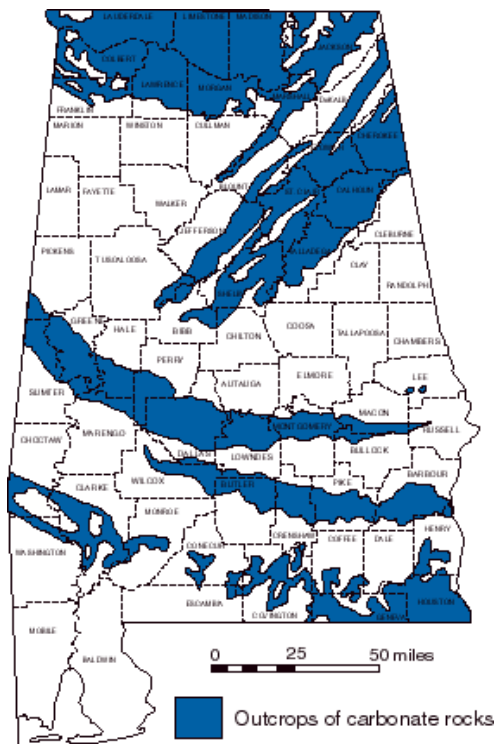 LAUDERDALE LIMESTONE MADISON
JACKSON
COLBERT
LAWRENCE MORGAN
MARSHALL DeKALB
FRANKLIN
MARION WINSTON CULLMAN
CHEROKEE
BLOUNT
LAMAR FAYETTE WALKER ST. CLAIR CALHOUN
JEFFERSON
CLEBURNE
PICKENS TUSCALOOSA TALLADEGA CLAY
RANDOLPH
SHELBY
GREENE HALE BIBB CHILTON COOSA TALLAPOOSA CHAMBERS
PERRY
AUTAUGA ELMORE LEE
SUMTER
MACON
MONTGOMERY RUSSELL
CHOCTAW MARENGO
DALLAS LOWNDES BULLOCK
BARBOUR
CLARKE WILCOX BUTLER PIKE
MONROE
CRENSHAW COFFEE DALE HENRY
WASHINGTON CONECUH
ESCAMBIA COVINGTON GENEVA HOUSTON
MOBILE
BALDWIN
0 25 50 miles
Outcrops of carbonate rocks